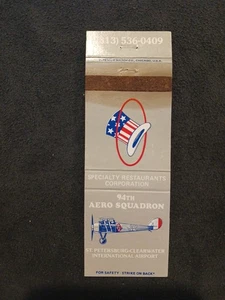 (813) 536-0409
SPECIALTY RESTAURANTS
CORPORATION
94TH
AERO SQUADRON
ST. PETERSBURG/CLEARWATER
INTERNATIONAL AIRPORT
FOR SAFETY · STRIKE ON BACK